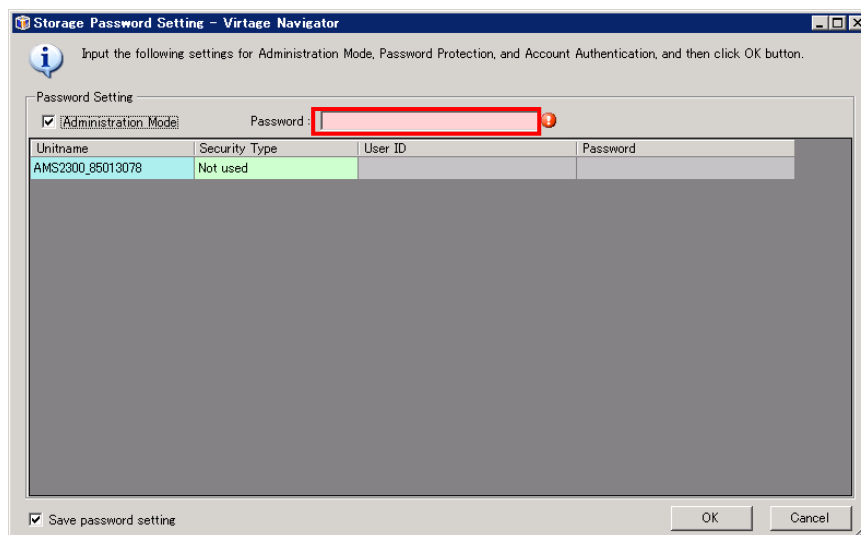 Storage Password Setting - Virtage Navigator
Input the following settings for Administration Mode, Password Protection, and Account Authentication, and then click OK button.
Password Setting
Administration Mode Password :
Unitname Security Type User ID Password
AMS2300_85013078 Not used
Save password setting OK Cancel